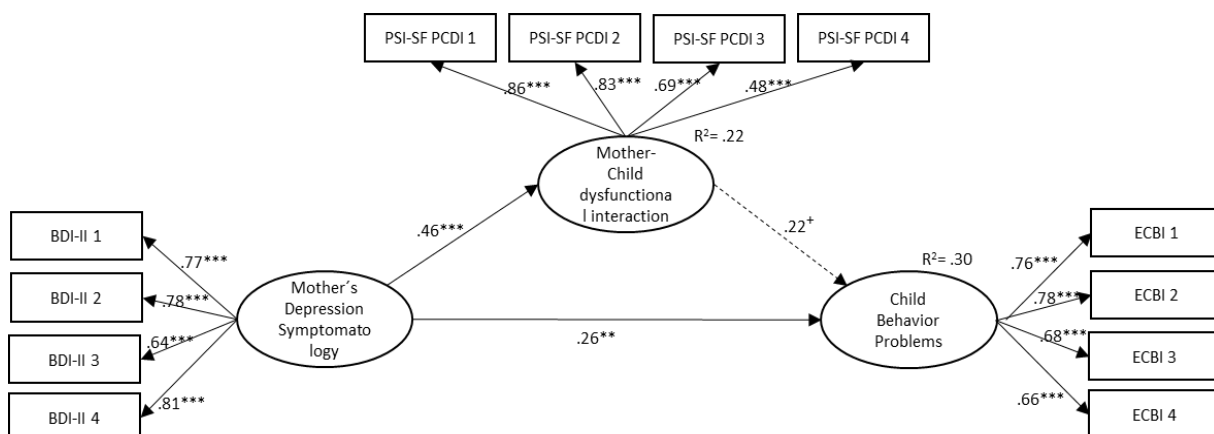 PSI-SF PCDI 1
PSI-SF PCDI 2
PSI-SF PCDI 3
PSI-SF PCDI 4
.86***
.83***
.69***
.48***
R²= .22
Mother-
Child
dysfunctiona
l interaction
BDI-II 1
BDI-II 2
BDI-II 3
BDI-II 4
.77***
.78***
.64***
.81***
.46***
.22⁺
Mother´s
Depression
Symptomato
logy
.26**
R²= .30
Child
Behavior
Problems
.76***
.78***
.68***
.66***
ECBI 1
ECBI 2
ECBI 3
ECBI 4